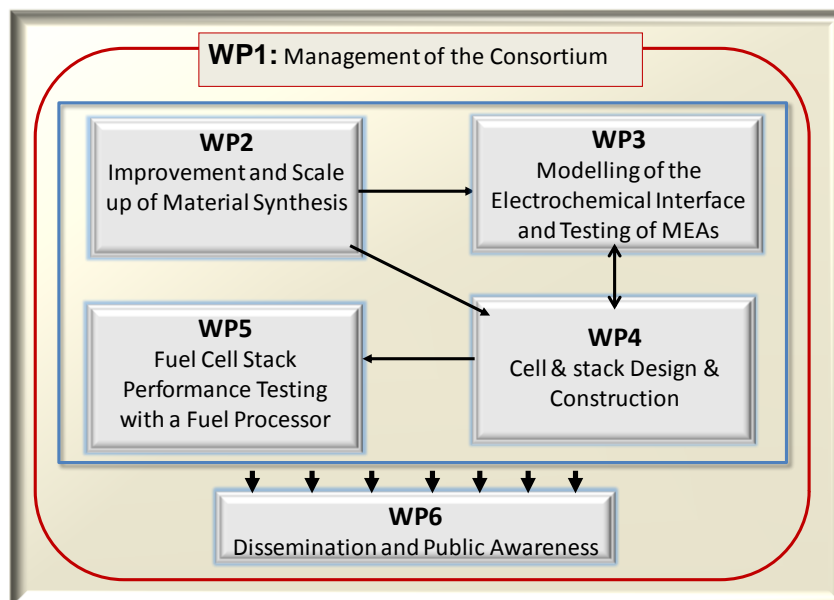 WP1: Management of the Consortium
WP2
Improvement and Scale
up of Material Synthesis
WP3
Modelling of the
Electrochemical Interface
and Testing of MEAs
WP5
Fuel Cell Stack
Performance Testing
with a Fuel Processor
WP4
Cell & stack Design &
Construction
WP6
Dissemination and Public Awareness